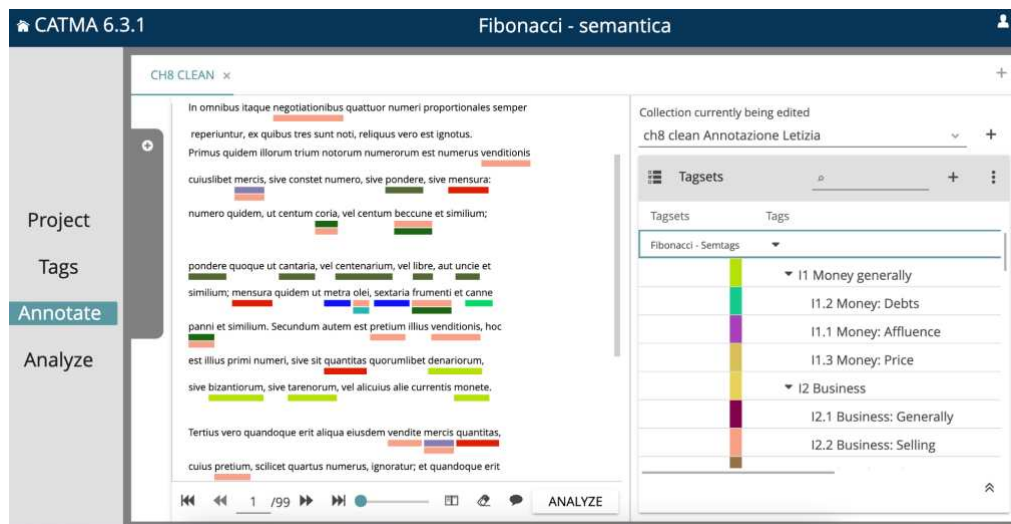 CATMA 6.3.1
Fibonacci - semantica
Project
Tags
Annotate
Analyze
CH8 CLEAN ×
In omnibus itaque negotiationibus quattuor numeri proportionales semper
reperiuntur, ex quibus tres sunt noti, reliquus vero est ignotus.
Primus quidem illorum trium notorum numerorum est numerus venditionis
cuiuslibet mercis, sive constet numero, sive pondere, sive mensura:
numero quidem, ut centum coria, vel centum beccune et similium;
pondere quoque ut cantaria, vel centenarium, vel libre, aut uncie et
similium; mensura quidem ut metra olei, sextaria frumenti et canne
panni et similium. Secundum autem est pretium illius venditionis, hoc
est illius primi numeri, sive sit quantitas quorumlibet denariorum,
sive bizantiorum, sive tarenorum, vel alicuius alie currentis monete.
Tertius vero quandoque erit aliqua eiusdem vendite mercis quantitas,
cuius pretium, scilicet quartus numerus, ignoratur; et quandoque erit
1 /99
ANALYZE
Collection currently being edited
ch8 clean Annotazione Letizia
Tagsets
Tagsets Tags
Fibonacci - Semtags
I1 Money generally
I1.2 Money: Debts
I1.1 Money: Affluence
I1.3 Money: Price
I2 Business
I2.1 Business: Generally
I2.2 Business: Selling